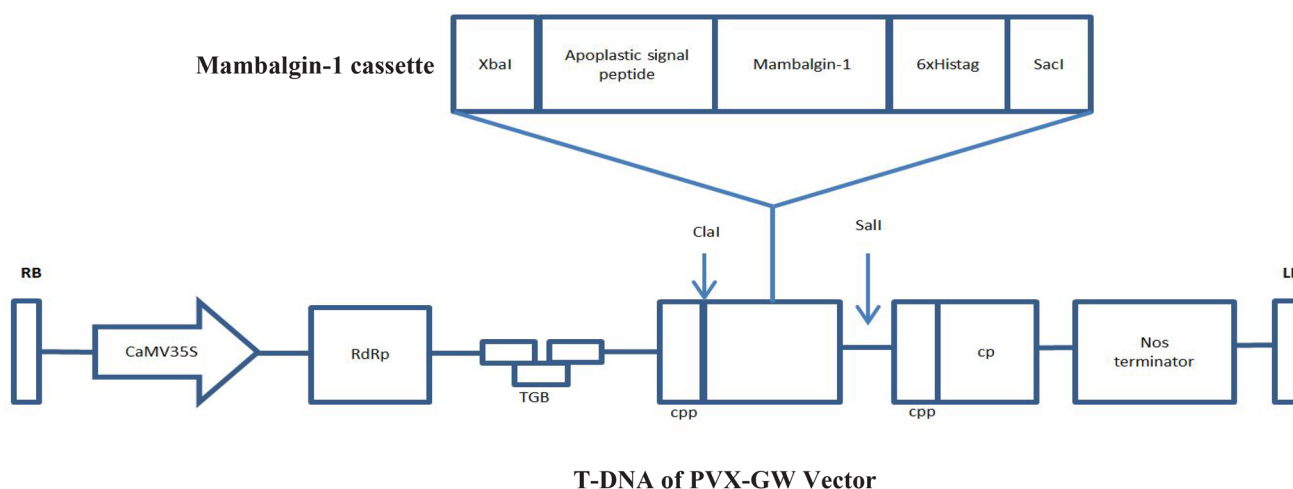 Mambalgin-1 cassette
XbaI
Apoplastic signal
peptide
Mambalgin-1
6xHistag
SacI
ClaI
SalI
RB
CaMV35S
RdRp
TGB
cpp
cpp
cp
Nos
terminator
T-DNA of PVX-GW Vector